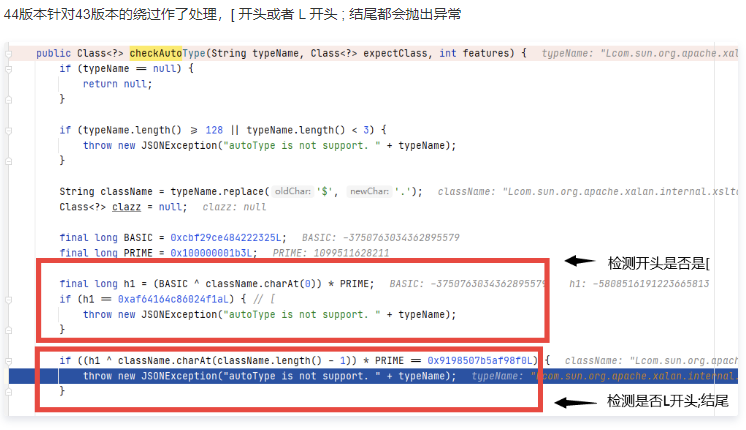 44版本针对43版本的绕过作了处理，[ 开头或者 L 开头 ; 结尾都会抛出异常
public Class<?> checkAutoType(String typeName, Class<?> expectClass, int features) { typeName: "Lcom.sun.org.apache.xa
if (typeName == null) {
return null;
}
if (typeName.length() >= 128 || typeName.length() < 3) {
throw new JSONException("autoType is not support. " + typeName);
}
String className = typeName.replace( oldChar: '$', newChar: '.'); className: "Lcom.sun.org.apache.xalan.internal.xslt
Class<?> clazz = null; clazz: null
final long BASIC = 0xcbf29ce484222325L; BASIC: -3750763034362895579
final long PRIME = 0x100000001b3L; PRIME: 1099511628211
检测开头是否是[
final long h1 = (BASIC ^ className.charAt(0)) * PRIME; BASIC: -3750763034362895579 h1: -5808516191223665813
if (h1 == 0xaf64164c86024f1aL) { // [
throw new JSONException("autoType is not support. " + typeName);
}
if ((h1 ^ className.charAt(className.length() - 1)) * PRIME == 0x9198507b5af98f0L) { className: "Lcom.sun.org.apa
throw new JSONException("autoType is not support. " + typeName); typeName: "Lcom.sun.org.apache.xalan.internal.
}
检测是否L开头;结尾